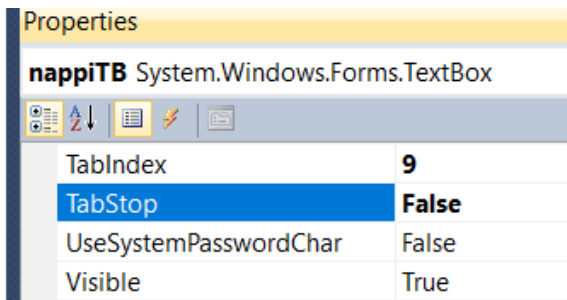 Properties
nappiTB System.Windows.Forms.TextBox
TabIndex 9
TabStop False
UseSystemPasswordChar False
Visible True